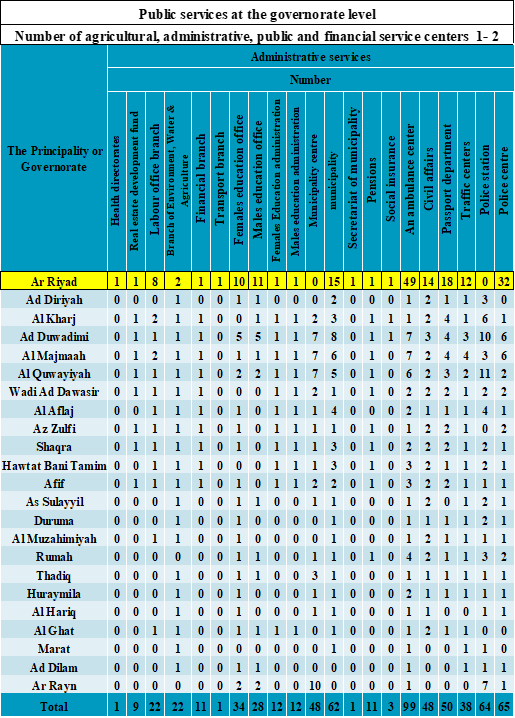 Public services at the governorate level
Number of agricultural, administrative, public and financial service centers 1- 2
The Principality or Governorate
Administrative services
Number
Health directorates
Real estate development fund
Labour office branch
Branch of Environment, Water & Agriculture
Financial branch
Transport branch
Females education office
Males education office
Females Education administration
Males education administration
Municipality centre
municipality
Secretariat of municipality
Pensions
Social insurance
An ambulance center
Civil affairs
Passport department
Traffic centers
Police station
Police centre
Ar Riyad 1 1 8 2 1 1 10 11 1 1 0 15 1 1 1 49 14 18 12 0 32
Ad Diriyah 0 0 0 1 0 0 1 1 0 0 0 2 0 0 0 1 2 1 1 3 0
Al Kharj 0 1 2 1 1 0 0 1 1 1 2 3 0 1 1 1 2 4 1 6 1
Ad Duwadimi 0 1 1 1 1 0 5 5 1 1 7 8 0 1 1 7 3 4 3 10 6
Al Majmaah 0 1 2 1 1 0 1 1 1 1 7 6 0 1 0 7 2 4 4 3 6
Al Quwayiyah 0 1 1 1 1 0 2 2 1 1 7 5 0 1 0 6 2 3 2 11 2
Wadi Ad Dawasir 0 1 1 1 1 0 0 0 1 1 2 1 0 1 0 2 2 2 1 2 2
Al Aflaj 0 1 1 1 1 0 1 1 1 1 1 4 0 1 0 2 1 1 1 4 1
Az Zulfi 0 1 1 1 1 0 1 1 1 1 1 1 0 1 0 1 2 2 1 0 2
Shaqra 0 1 1 1 1 0 1 1 1 1 1 3 0 1 0 2 2 2 1 2 1
Hawtat Bani Tamim 0 0 1 1 1 0 0 0 1 1 1 3 0 1 0 3 2 1 1 2 1
Afif 0 1 1 1 1 0 1 1 1 1 2 2 0 1 0 3 2 2 1 1 1
As Sulayyil 0 0 0 1 0 0 1 1 0 0 1 1 0 0 0 1 2 1 0 2 1
Duruma 0 0 0 1 0 0 0 0 0 0 0 1 0 0 0 1 1 1 1 2 1
Al Muzahimiyah 0 0 1 1 0 0 1 1 0 0 1 1 0 0 0 1 2 1 1 1 1
Rumah 0 0 0 0 0 0 1 1 0 0 1 1 0 1 0 4 2 1 1 3 2
Thadiq 0 0 0 1 0 0 1 1 0 0 3 1 0 0 0 1 1 1 1 1 1
Huraymila 0 0 0 1 0 0 1 1 0 0 1 1 0 0 0 2 1 1 1 1 1
Al Hariq 0 0 0 1 0 0 0 0 0 0 1 1 0 0 0 1 1 0 0 1 1
Al Ghat 0 0 1 1 0 0 1 1 1 1 0 1 0 0 0 1 2 1 1 0 0
Marat 0 0 0 1 0 0 0 0 0 0 0 1 0 0 0 1 1 0 1 1 1
Ad Dilam 0 0 0 1 0 0 1 1 0 0 0 0 0 0 0 1 0 0 1 1 1
Ar Rayn 0 0 0 0 0 0 2 2 0 0 10 0 0 0 0 1 0 0 0 7 1
Total 1 9 22 22 11 1 34 28 12 12 48 62 1 11 3 99 48 50 38 64 65